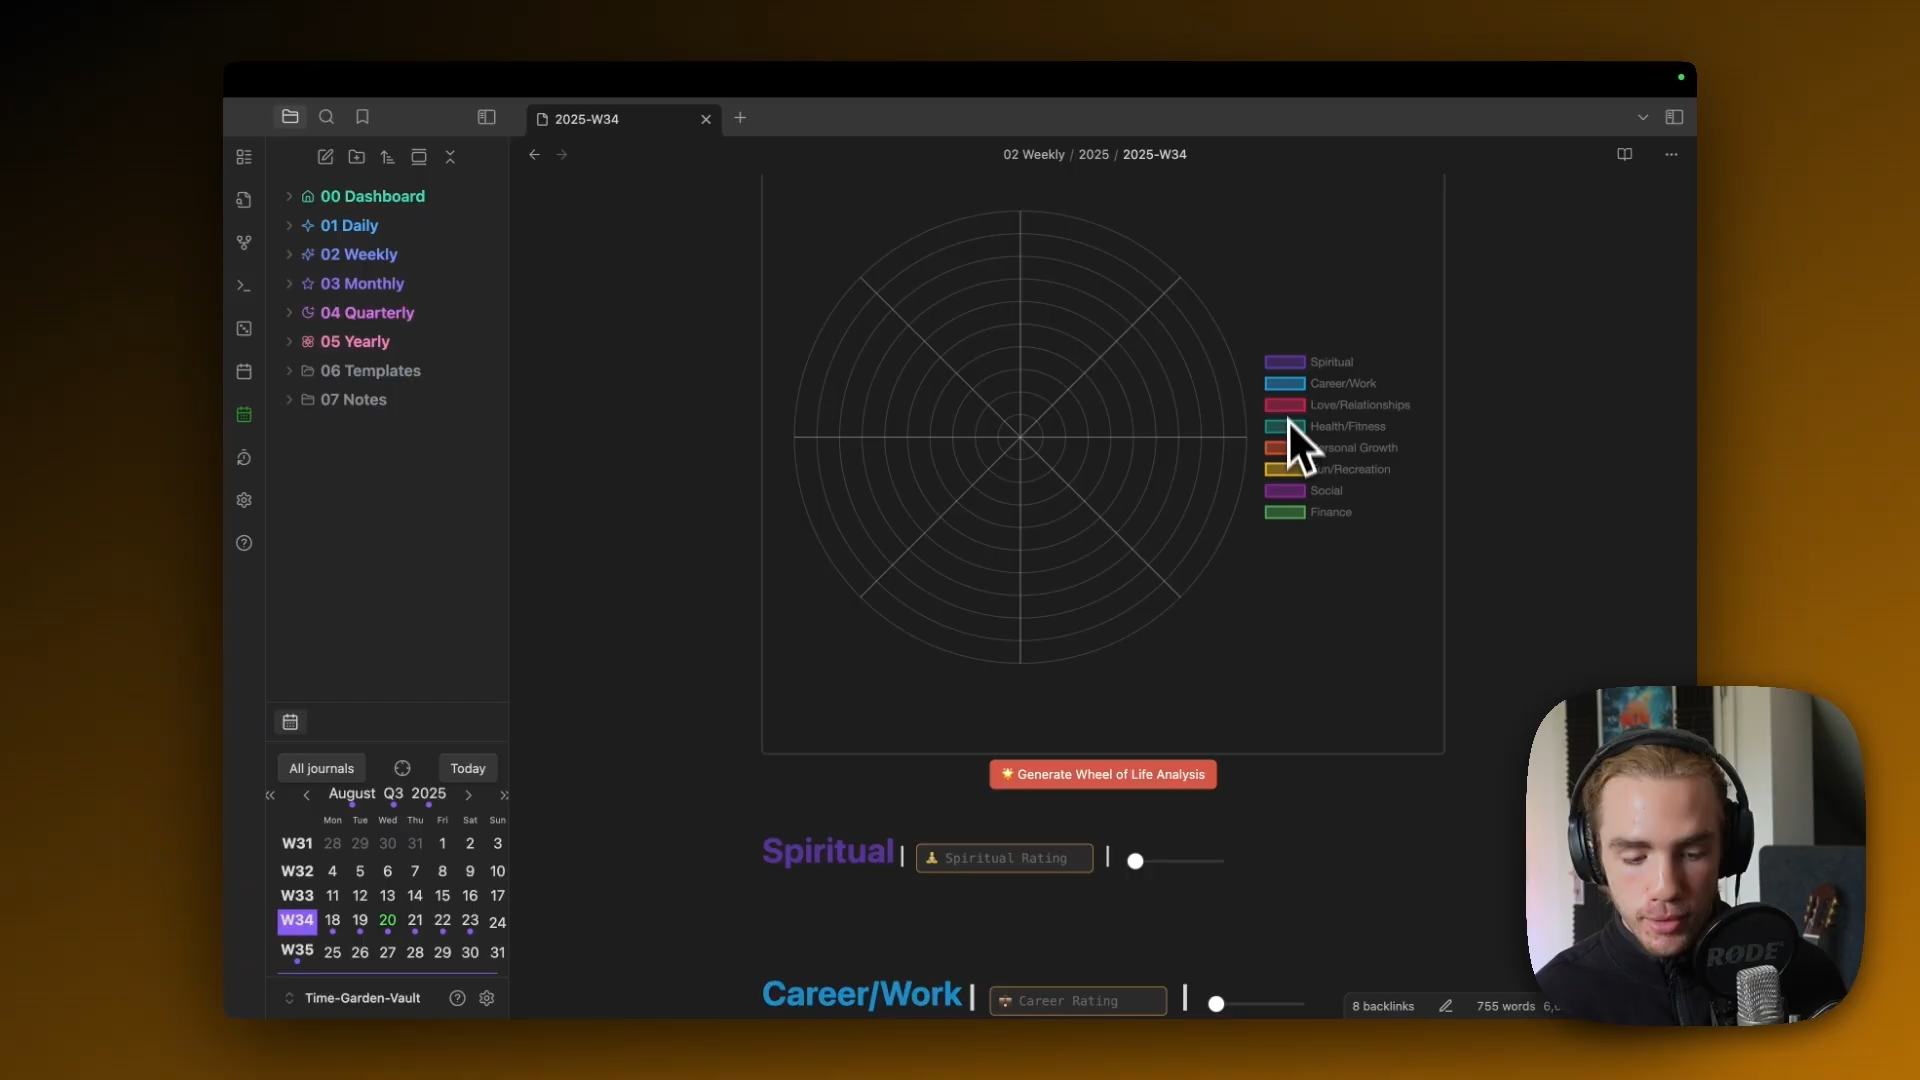 2025-W34
02 Weekly / 2025 / 2025-W34
00 Dashboard
01 Daily
02 Weekly
03 Monthly
04 Quarterly
05 Yearly
06 Templates
07 Notes
Spiritual
Career/Work
Love/Relationships
Health/Fitness
Growth
/Recreation
Social
Finance
Generate Wheel of Life Analysis
Spiritual | Spiritual Rating |
Career/Work | Career Rating |
All journals Today
August Q3 2025
Mon Tue Wed Thu Fri Sat Sun
W31 28 29 30 31 1 2 3
W32 4 5 6 7 8 9 10
W33 11 12 13 14 15 16 17
W34 18 19 20 21 22 23 24
W35 25 26 27 28 29 30 31
Time-Garden-Vault
8 backlinks 755 words
RØDE